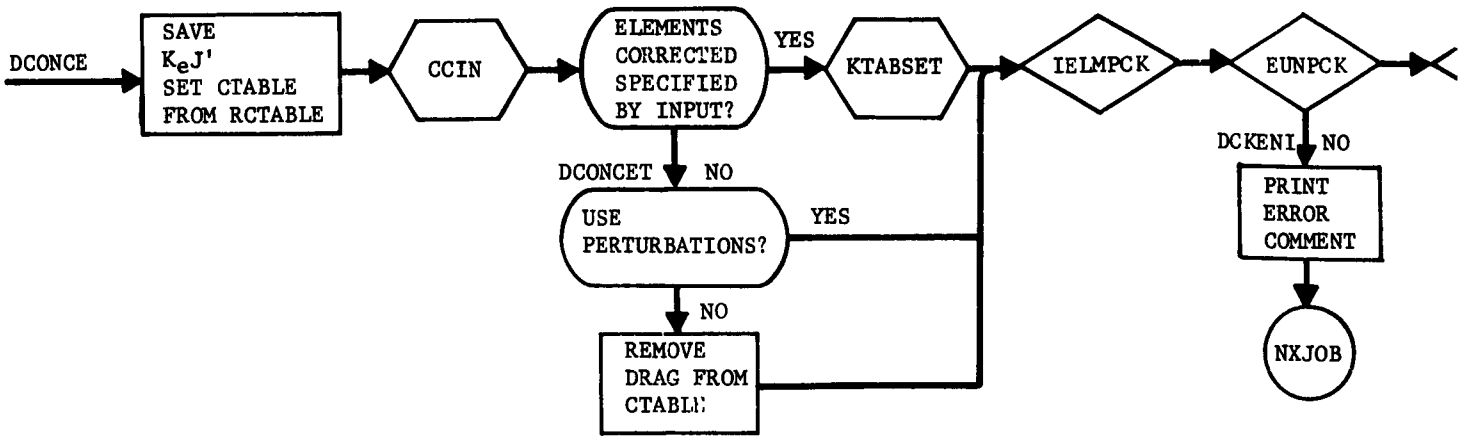 DCONCE
SAVE
KeJ'
SET CTABLE
FROM RCTABLE
CCIN
ELEMENTS
CORRECTED
SPECIFIED
BY INPUT?
YES
KTABSET
IELMPCK
EUNPCK
DCONCET NO
USE
PERTURBATIONS?
YES
NO
REMOVE
DRAG FROM
CTABLE
DCKENI NO
PRINT
ERROR
COMMENT
NXJOB